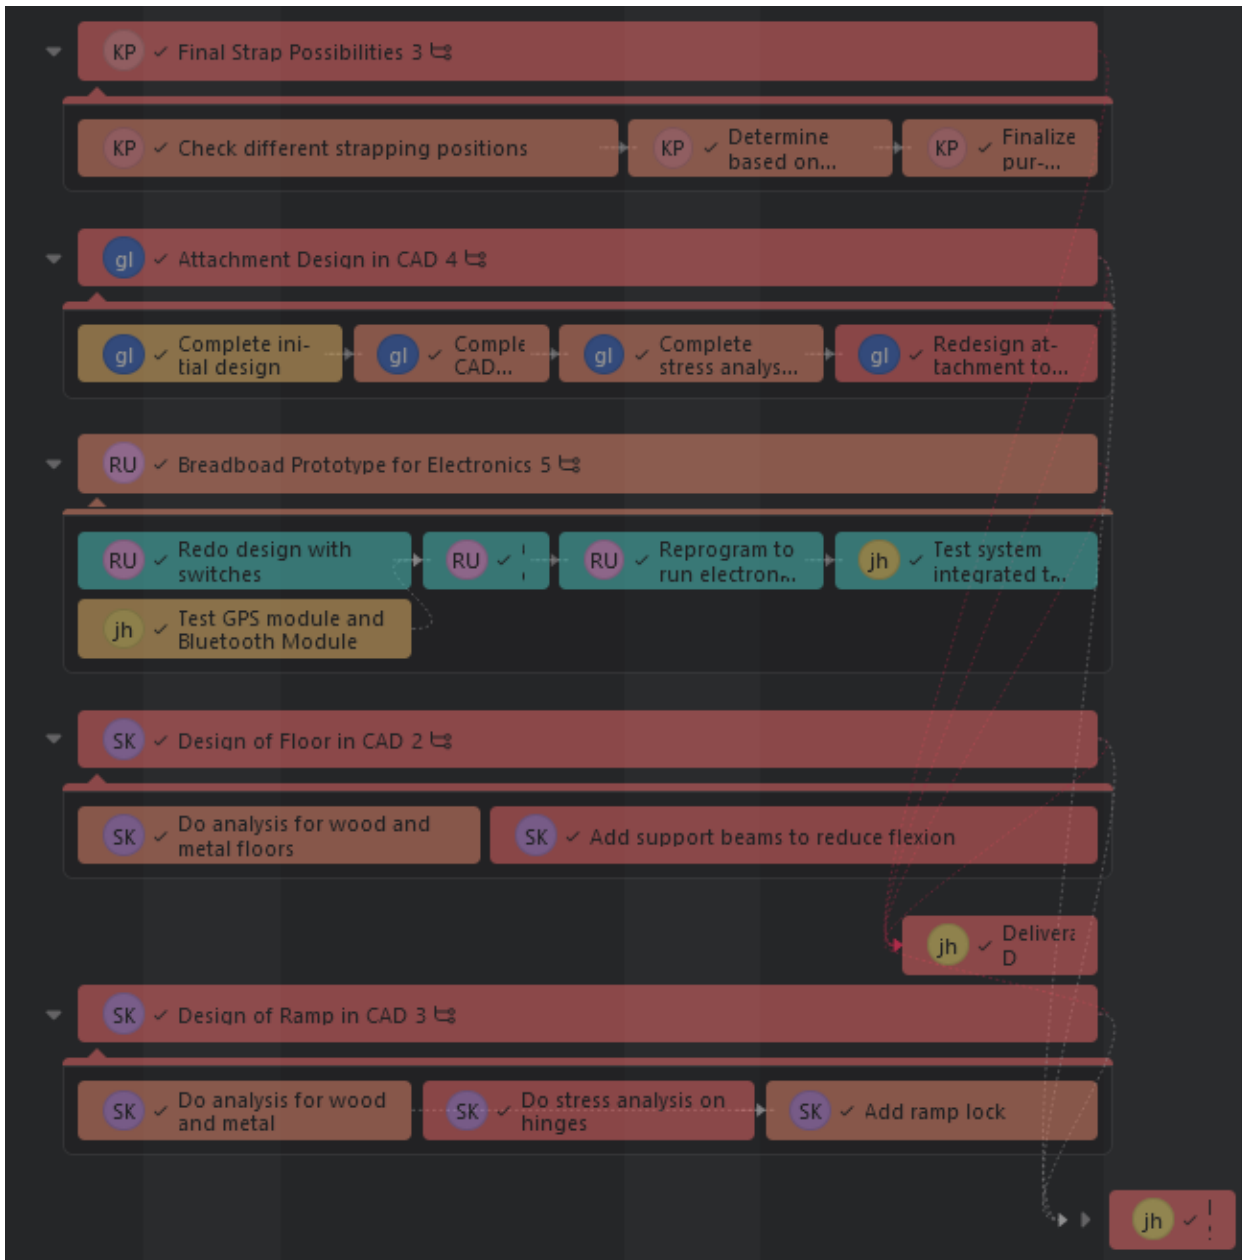 KP Final Strap Possibilities 3
KP Check different strapping positions
KP Determine
based on...
KP Finalize
pur-...
gl Attachment Design in CAD 4
gl Complete ini-
tial design
gl
CAD...
gl Complete
stress analys...
gl Redesign at-
tachment to...
RU Breadboad Prototype for Electronics 5
RU Redo design with
switches
RU
RU Reprogram to
run electron...
jh Test system
integrated t...
jh Test GPS module and
Bluetooth Module
SK Design of Floor in CAD 2
SK Do analysis for wood and
metal floors
SK Add support beams to reduce flexion
jh
D
SK Design of Ramp in CAD 3
SK Do analysis for wood
and metal
SK Do stress analysis on
hinges
SK Add ramp lock
jh